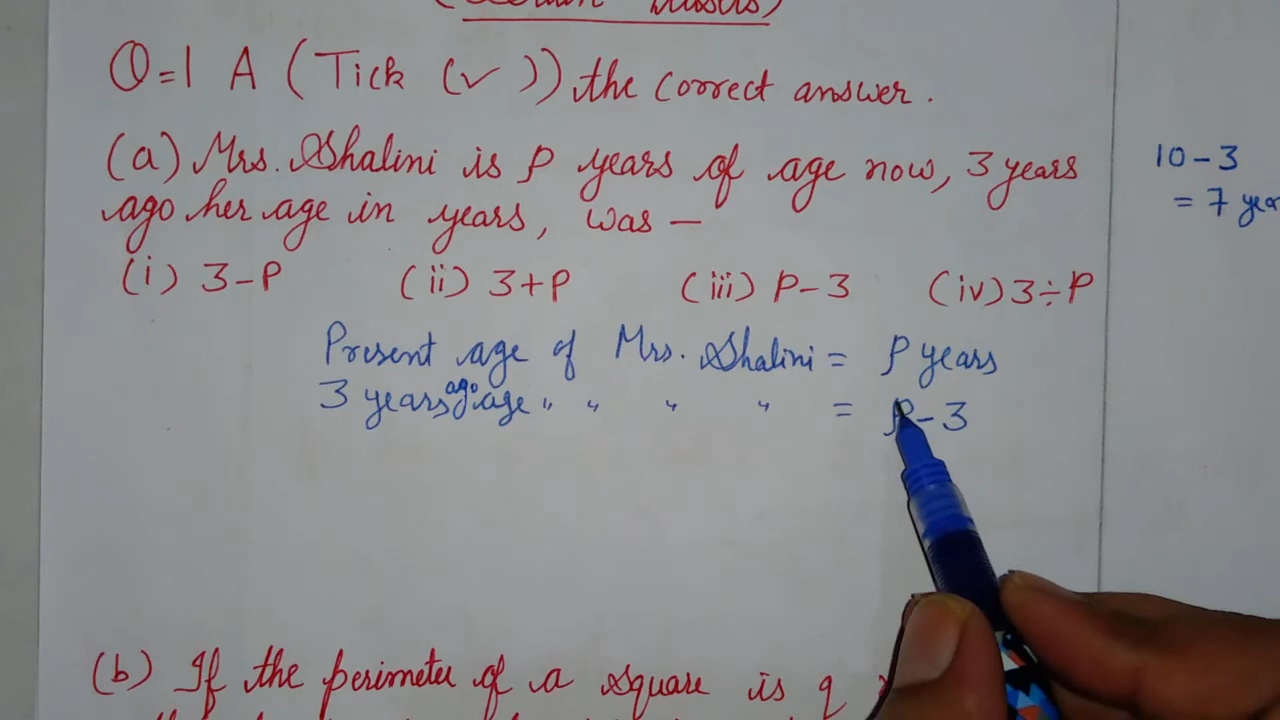 Q=1 A (Tick (✓)) the correct answer.
(a) Mrs. Shalini is P years of age now, 3 years
ago her age in years, was —
(i) 3-P (ii) 3+P (iii) P-3 (iv) 3÷P
Present age of Mrs. Shalini = P years
3 years ago age " " " " = P-3
10-3
= 7
(b) If the perimeter of a square is q